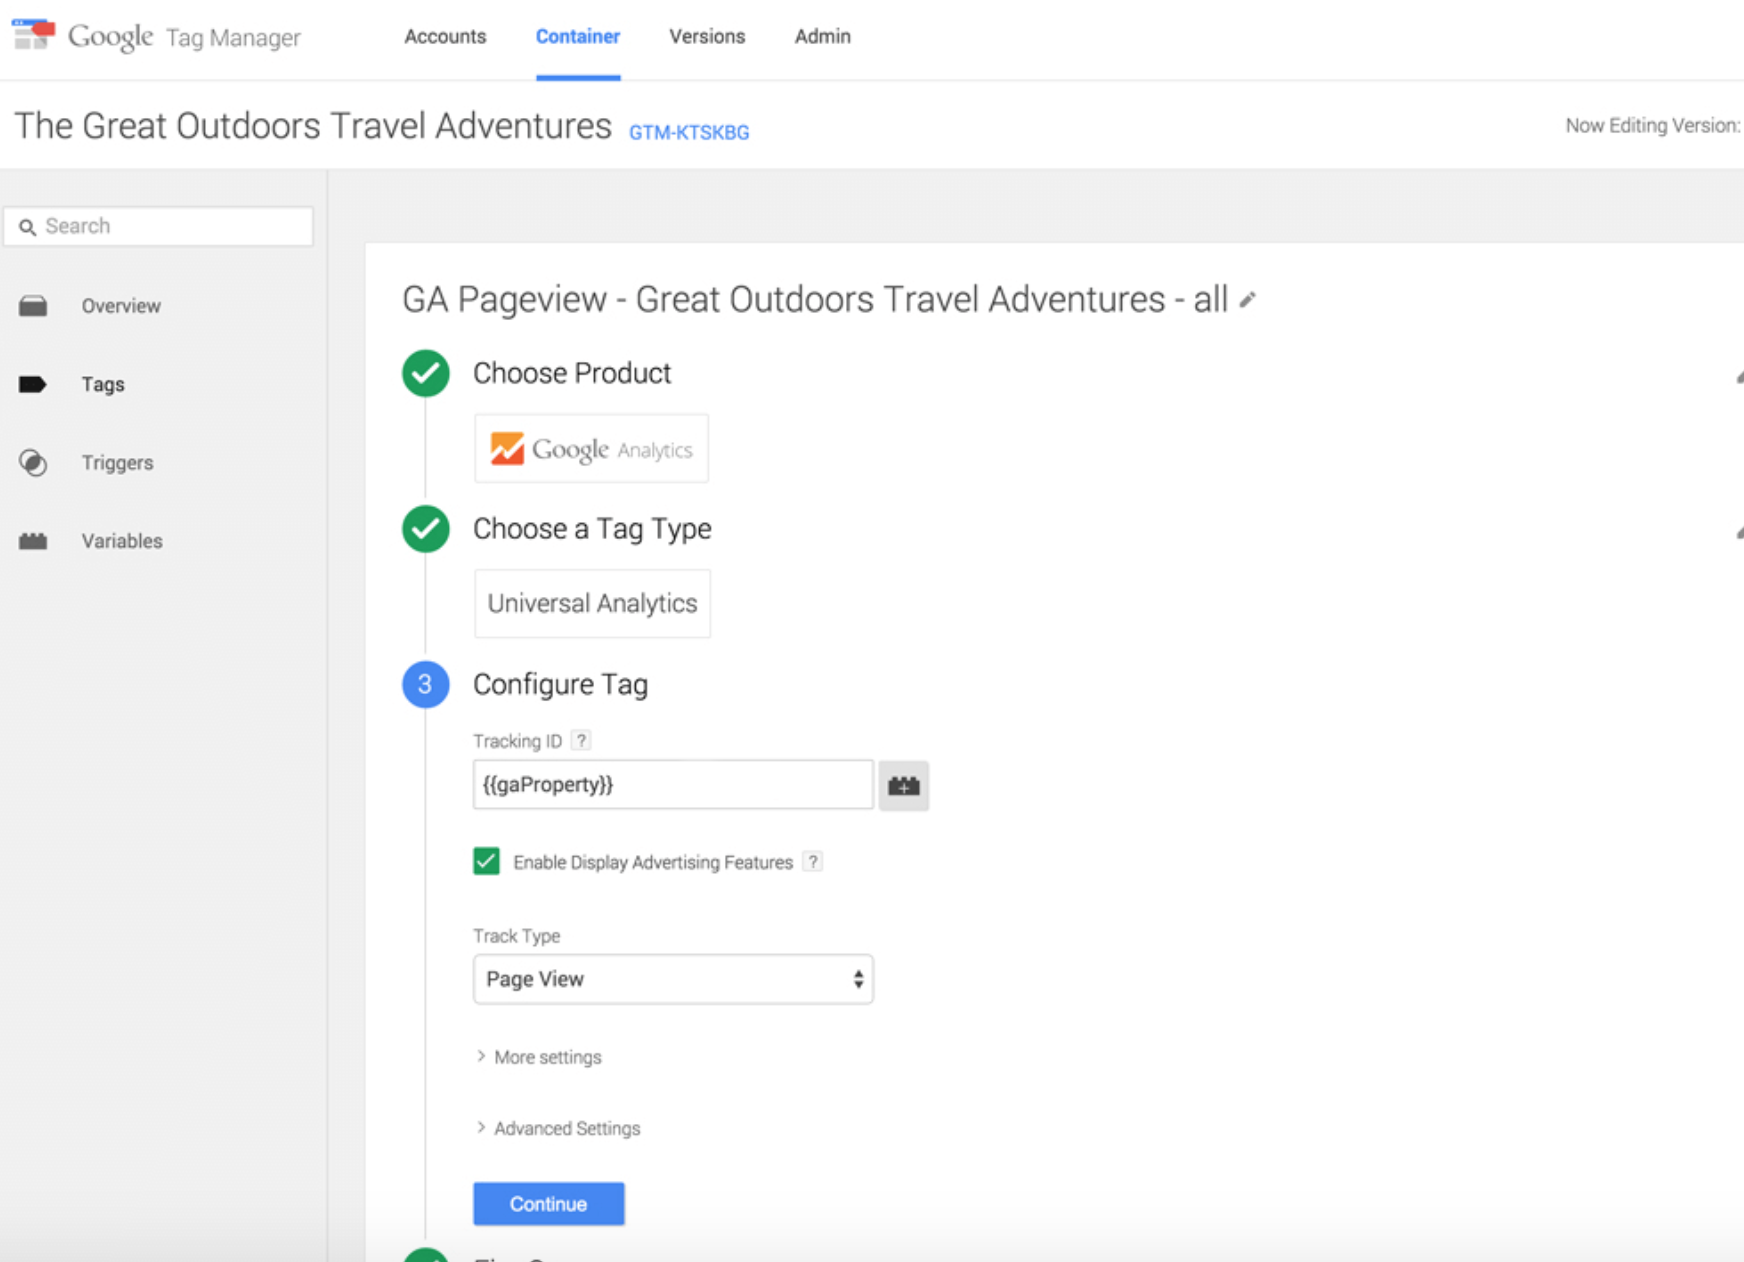 Google Tag Manager
Accounts
Container
Versions
Admin
The Great Outdoors Travel Adventures GTM-KTSKBG
Now Editing Version:
Search
Overview
Tags
Triggers
Variables
GA Pageview - Great Outdoors Travel Adventures - all
Choose Product
Google Analytics
Choose a Tag Type
Universal Analytics
3 Configure Tag
Tracking ID ?
{{gaProperty}}
Enable Display Advertising Features ?
Track Type
Page View
More settings
Advanced Settings
Continue